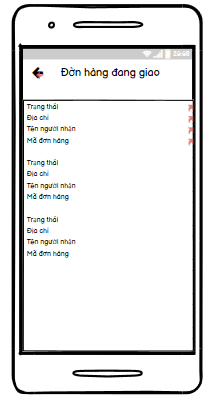 Đơn hàng đang giao
Trạng thái
Địa chỉ
Tên người nhận
Mã đơn hàng
Trạng thái
Địa chỉ
Tên người nhận
Mã đơn hàng
Trạng thái
Địa chỉ
Tên người nhận
Mã đơn hàng